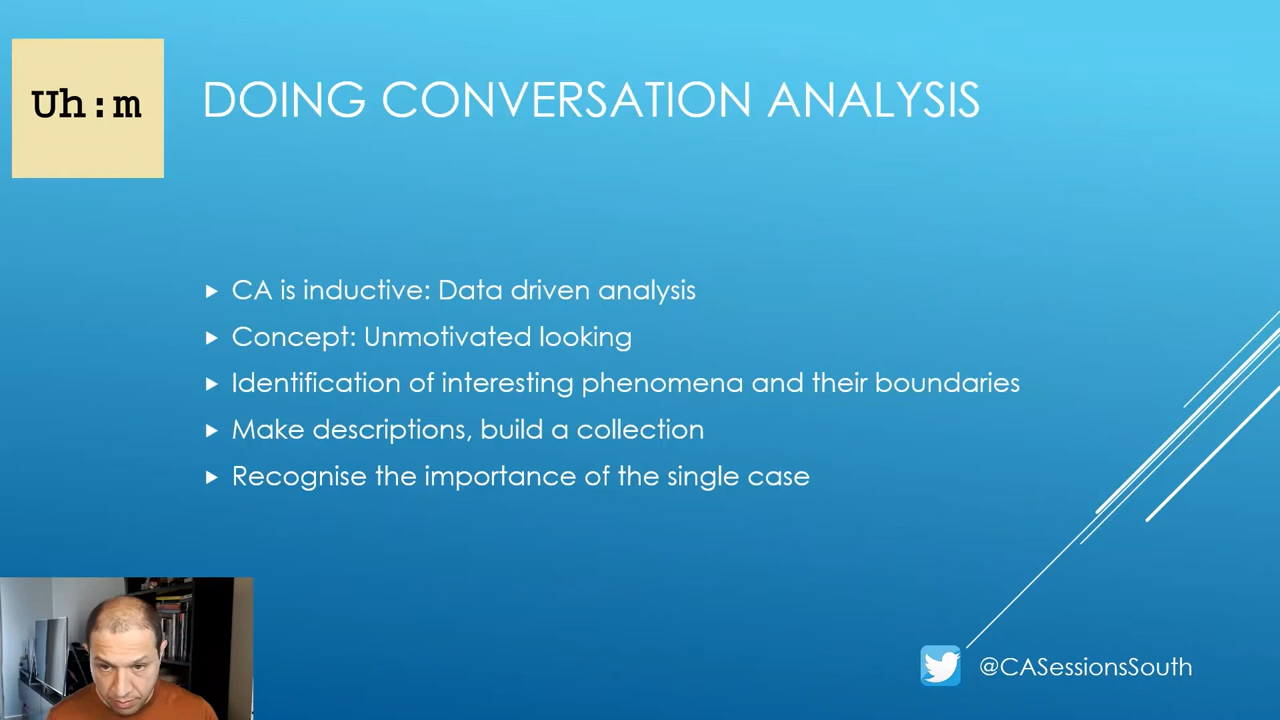 Uh:m
DOING CONVERSATION ANALYSIS
CA is inductive: Data driven analysis
Concept: Unmotivated looking
Identification of interesting phenomena and their boundaries
Make descriptions, build a collection
Recognise the importance of the single case
@CASessionsSouth